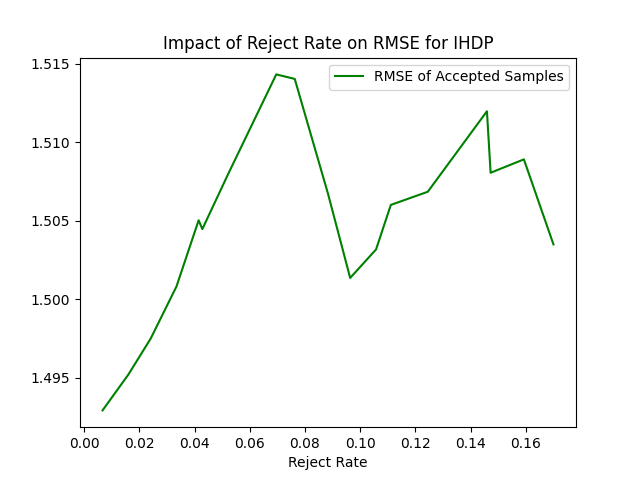 Impact of Reject Rate on RMSE for IHDP
RMSE of Accepted Samples
1.515
1.510
1.505
1.500
1.495
0.00 0.02 0.04 0.06 0.08 0.10 0.12 0.14 0.16
Reject Rate